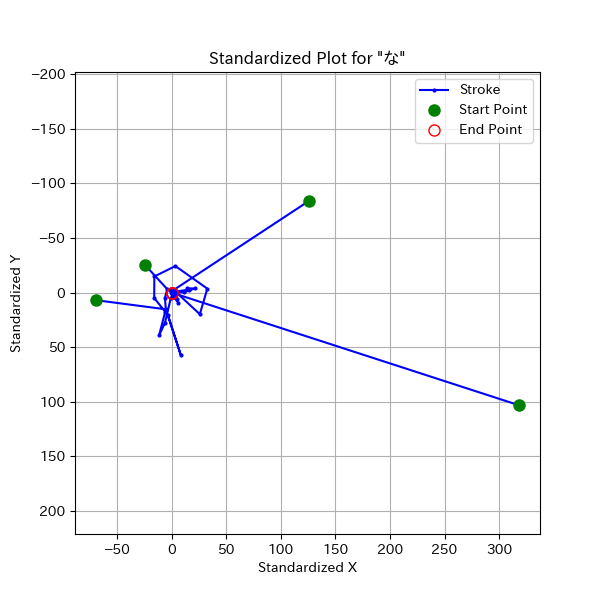 Standardized Plot for "な"
Stroke
Start Point
End Point
−200
−150
−100
−50
0
50
100
150
200
Standardized Y
−50 0 50 100 150 200 250 300
Standardized X